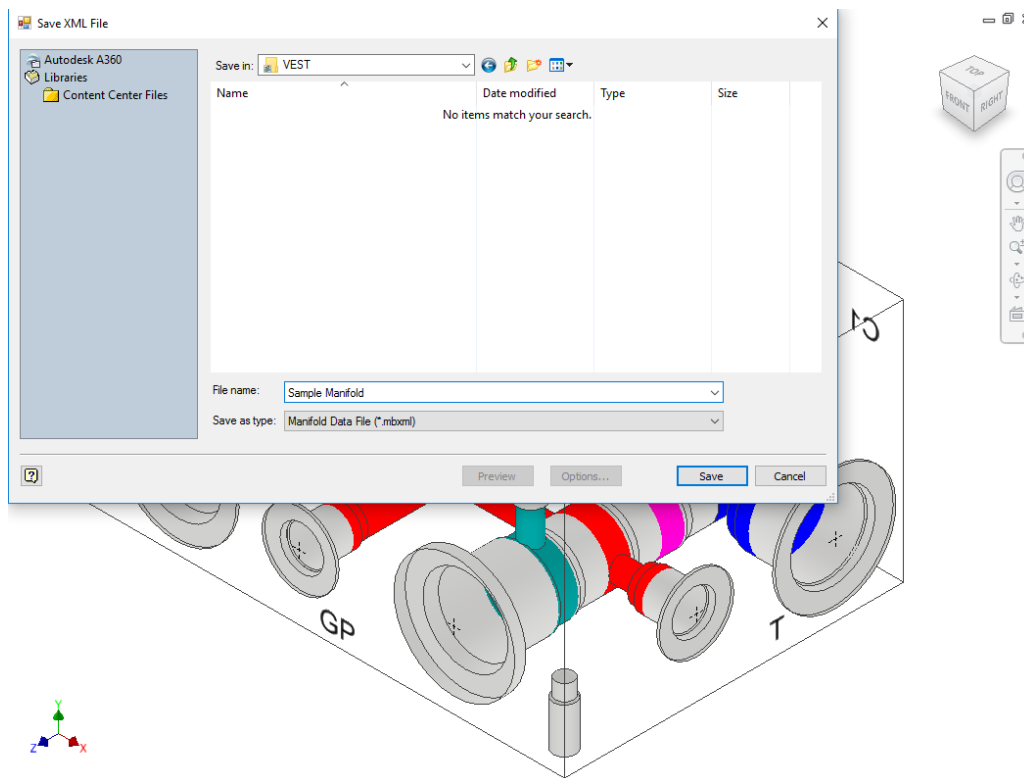 Save XML File
Autodesk A360
Libraries
Content Center Files
Save in: VEST
Name Date modified Type Size
No items match your search.
File name: Sample Manifold
Save as type: Manifold Data File (*.mbxml)
Preview Options... Save Cancel
TOP
FRONT RIGHT
GP
T
Y
Z X